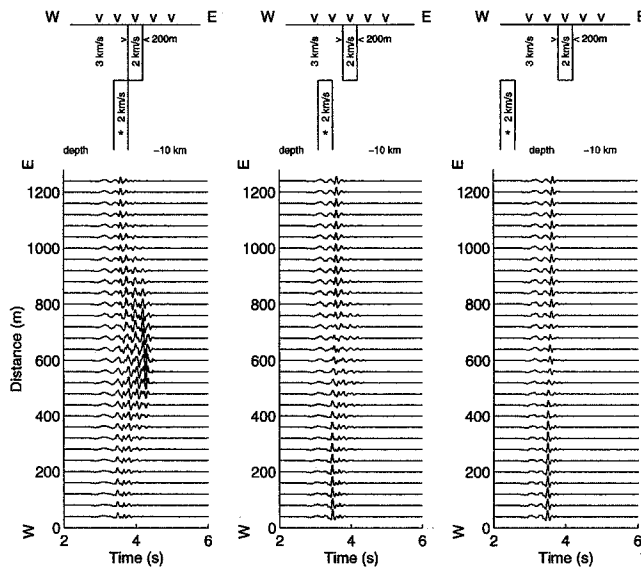 W V V V V V E
3 km/s > 2 km/s < 200m
* 2 km/s
depth ~10 km
V V V V V
3 km/s > 2 km/s < 200m
* 2 km/s
depth ~10 km
V V V V V E
3 km/s > 2 km/s < 200m
* 2 km/s
depth ~10 km
E
1200
1000
800
600
400
200
0
W
Distance (m)
2 4 6
Time (s)
E
1200
1000
800
600
400
200
0
W
2 4 6
Time (s)
E
1200
1000
800
600
400
200
0
W
2 4 6
Time (s)